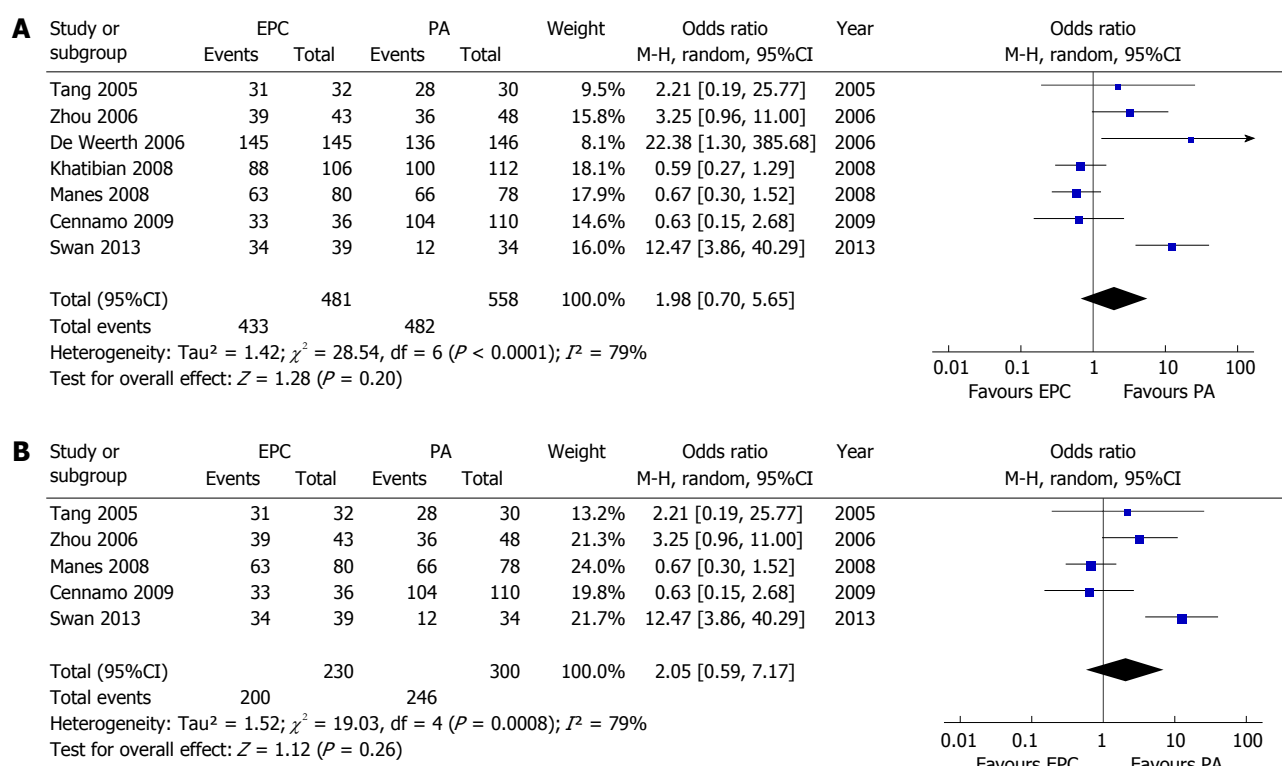 A Study or EPC PA Weight Odds ratio Year Odds ratio
subgroup Events Total Events Total M-H, random, 95%CI M-H, random, 95%CI
Tang 2005 31 32 28 30 9.5% 2.21 [0.19, 25.77] 2005
Zhou 2006 39 43 36 48 15.8% 3.25 [0.96, 11.00] 2006
De Weerth 2006 145 145 136 146 8.1% 22.38 [1.30, 385.68] 2006
Khatibian 2008 88 106 100 112 18.1% 0.59 [0.27, 1.29] 2008
Manes 2008 63 80 66 78 17.9% 0.67 [0.30, 1.52] 2008
Cennamo 2009 33 36 104 110 14.6% 0.63 [0.15, 2.68] 2009
Swan 2013 34 39 12 34 16.0% 12.47 [3.86, 40.29] 2013
Total (95%CI) 481 558 100.0% 1.98 [0.70, 5.65]
Total events 433 482
Heterogeneity: Tau² = 1.42; χ² = 28.54, df = 6 (P < 0.0001); I² = 79%
Test for overall effect: Z = 1.28 (P = 0.20)
0.01 0.1 1 10 100
Favours EPC Favours PA
B Study or EPC PA Weight Odds ratio Year Odds ratio
subgroup Events Total Events Total M-H, random, 95%CI M-H, random, 95%CI
Tang 2005 31 32 28 30 13.2% 2.21 [0.19, 25.77] 2005
Zhou 2006 39 43 36 48 21.3% 3.25 [0.96, 11.00] 2006
Manes 2008 63 80 66 78 24.0% 0.67 [0.30, 1.52] 2008
Cennamo 2009 33 36 104 110 19.8% 0.63 [0.15, 2.68] 2009
Swan 2013 34 39 12 34 21.7% 12.47 [3.86, 40.29] 2013
Total (95%CI) 230 300 100.0% 2.05 [0.59, 7.17]
Total events 200 246
Heterogeneity: Tau² = 1.52; χ² = 19.03, df = 4 (P = 0.0008); I² = 79%
Test for overall effect: Z = 1.12 (P = 0.26)
0.01 0.1 1 10 100
Favours EPC Favours PA